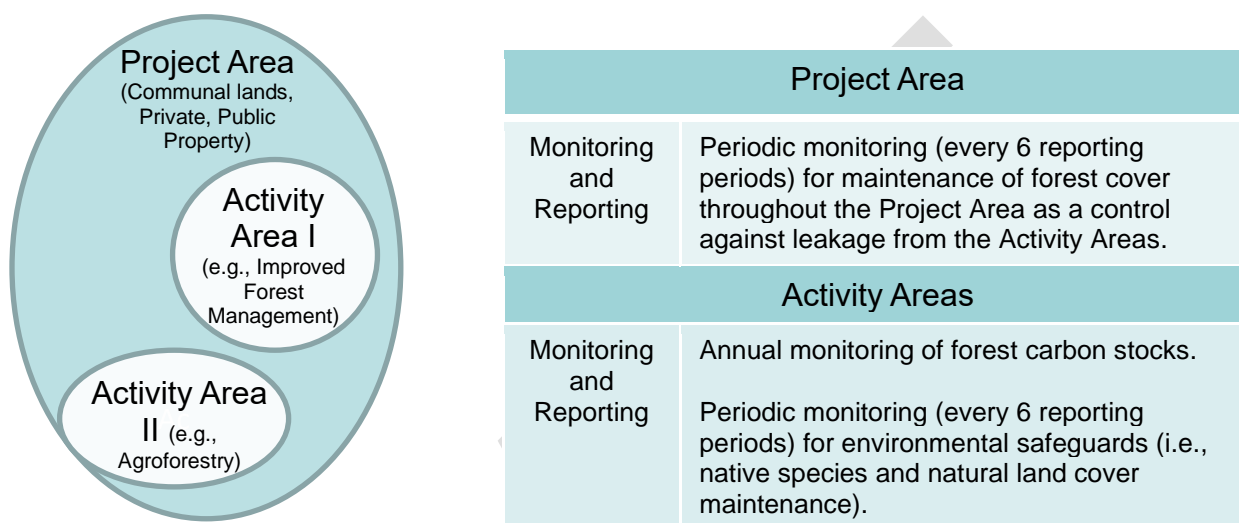 Project Area
(Communal lands,
Private, Public
Property)
Activity
Area I
(e.g., Improved
Forest
Management)
Activity Area
II (e.g.,
Agroforestry)
Project Area
Monitoring
and
Reporting
Periodic monitoring (every 6 reporting
periods) for maintenance of forest cover
throughout the Project Area as a control
against leakage from the Activity Areas.
Activity Areas
Monitoring
and
Reporting
Annual monitoring of forest carbon stocks.
Periodic monitoring (every 6 reporting
periods) for environmental safeguards (i.e.,
native species and natural land cover
maintenance).